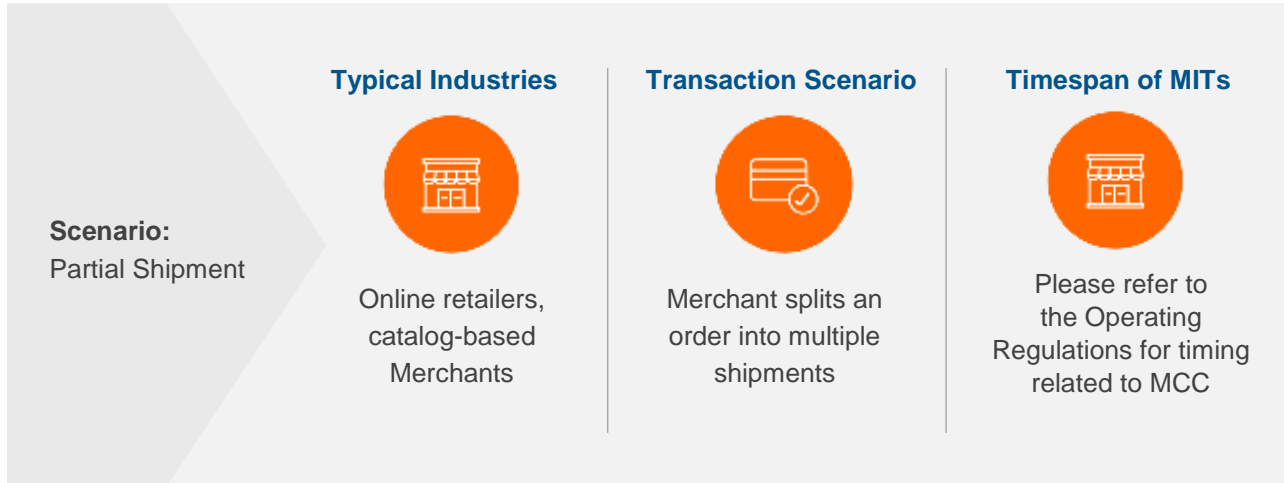 Scenario:
Partial Shipment
Typical Industries
Online retailers,
catalog-based
Merchants
Transaction Scenario
Merchant splits an
order into multiple
shipments
Timespan of MITs
Please refer to
the Operating
Regulations for timing
related to MCC